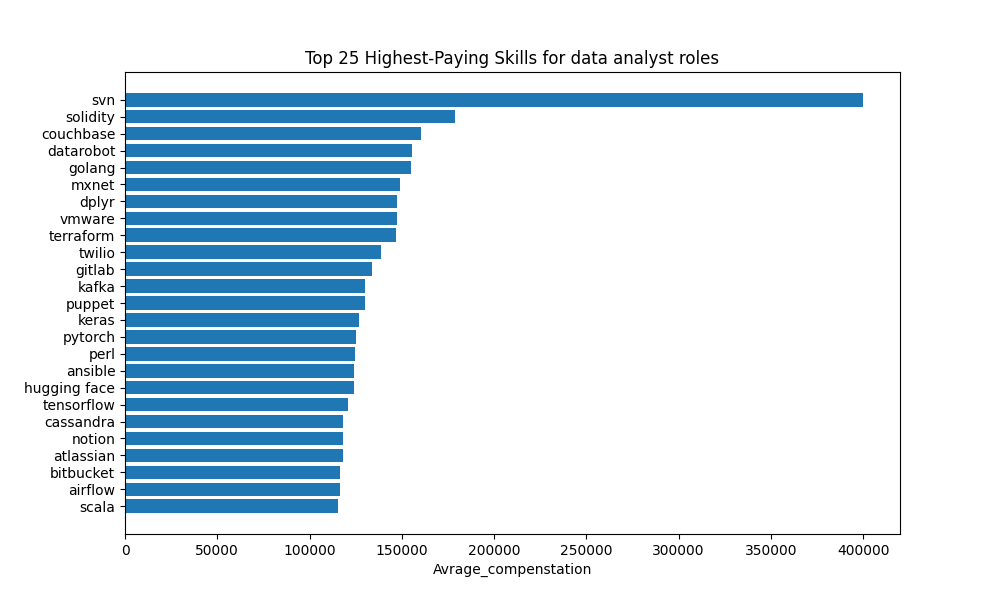 Top 25 Highest-Paying Skills for data analyst roles
svn
solidity
couchbase
datarobot
golang
mxnet
dplyr
vmware
terraform
twilio
gitlab
kafka
puppet
keras
pytorch
perl
ansible
hugging face
tensorflow
cassandra
notion
atlassian
bitbucket
airflow
scala
0 50000 100000 150000 200000 250000 300000 350000 400000
Avrage_compenstation